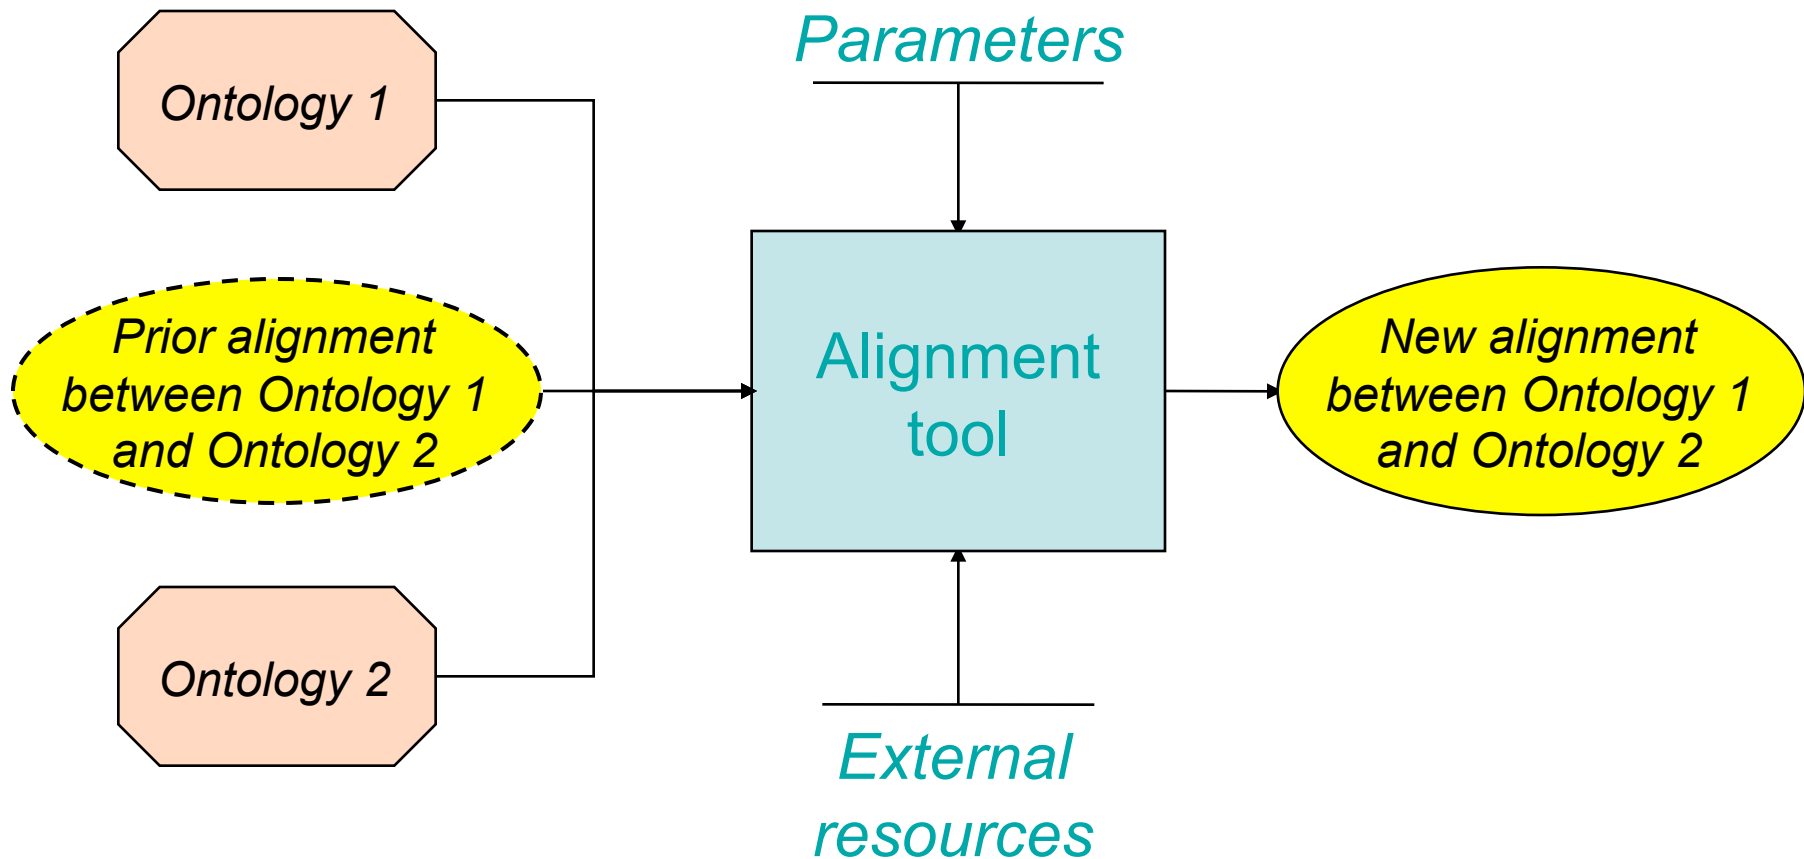 Parameters
Ontology 1
Prior alignment
between Ontology 1
and Ontology 2
Alignment
tool
New alignment
between Ontology 1
and Ontology 2
Ontology 2
External
resources